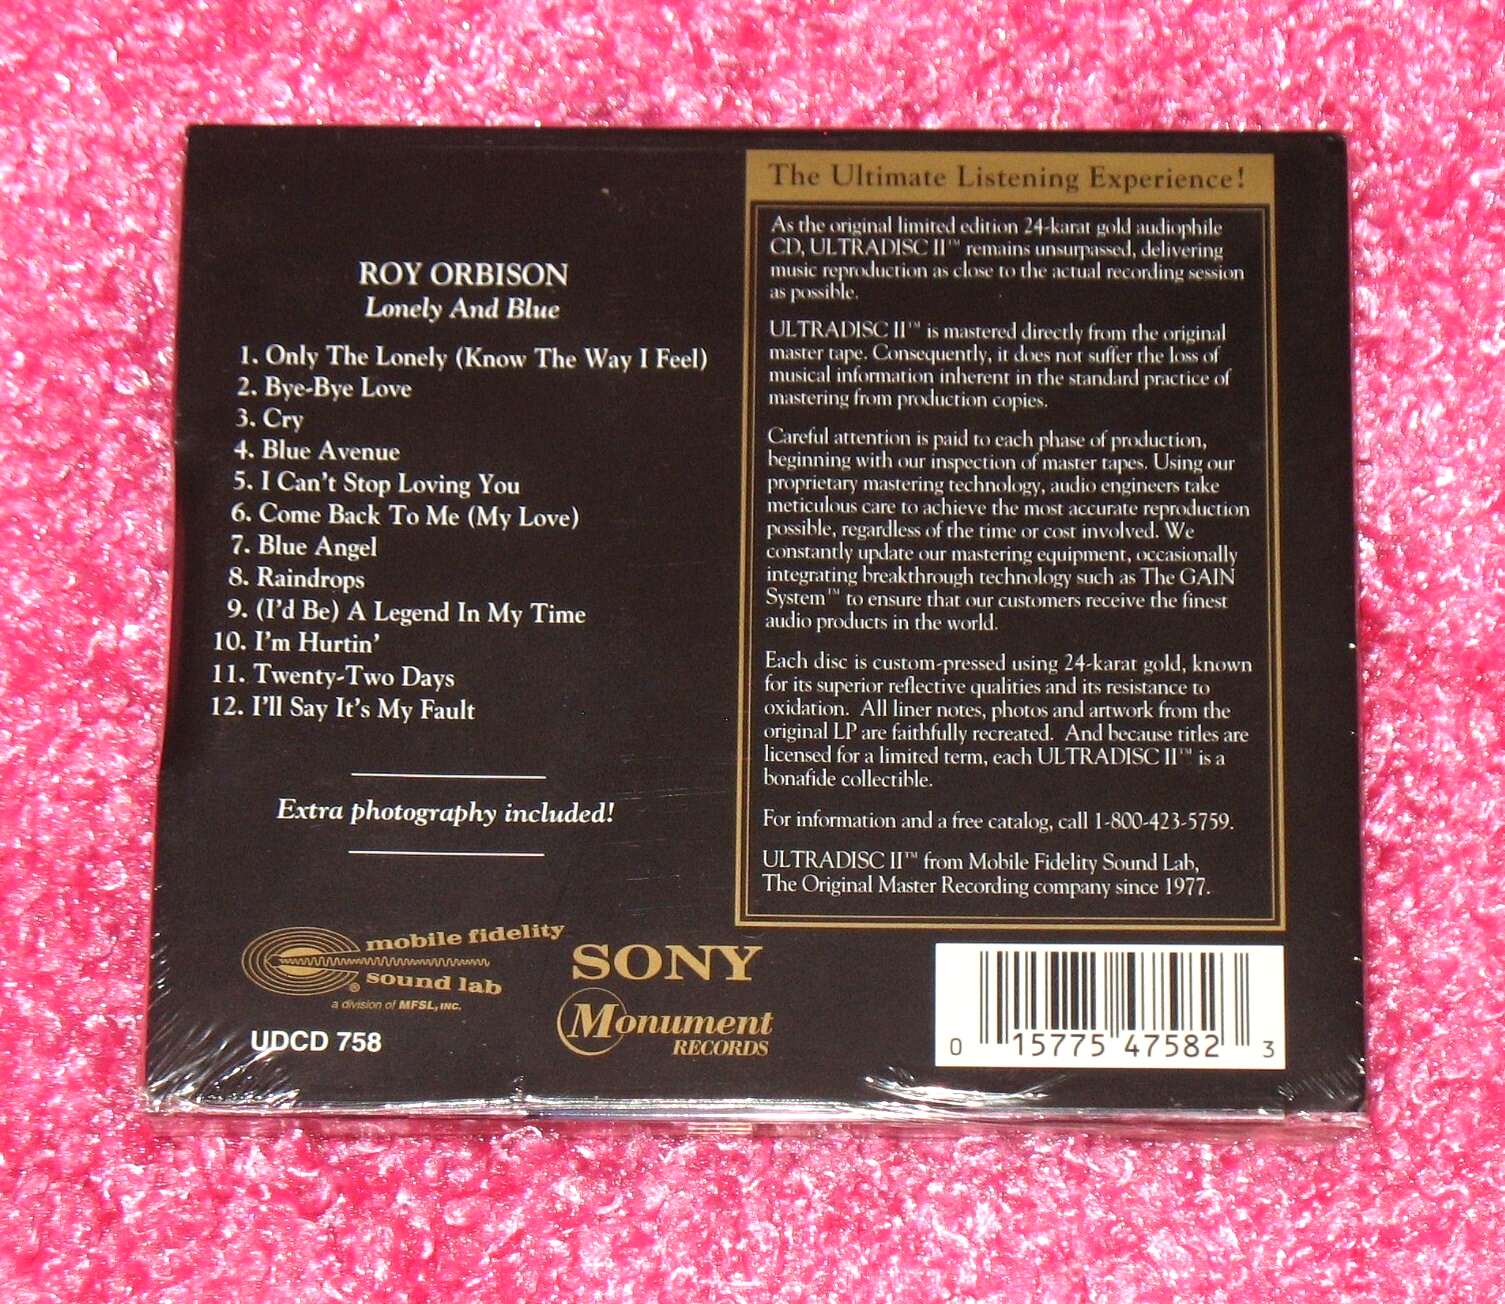 ROY ORBISON
Lonely And Blue
1. Only The Lonely (Know The Way I Feel)
2. Bye-Bye Love
3. Cry
4. Blue Avenue
5. I Can't Stop Loving You
6. Come Back To Me (My Love)
7. Blue Angel
8. Raindrops
9. (I'd Be) A Legend In My Time
10. I'm Hurtin'
11. Twenty-Two Days
12. I'll Say It's My Fault
Extra photography included!
The Ultimate Listening Experience!
As the original limited edition 24-karat gold audiophile
CD, ULTRADISC II™ remains unsurpassed, delivering
music reproduction as close to the actual recording session
as possible.
ULTRADISC II™ is mastered directly from the original
master tape. Consequently, it does not suffer the loss of
musical information inherent in the standard practice of
mastering from production copies.
Careful attention is paid to each phase of production,
beginning with our inspection of master tapes. Using our
proprietary mastering technology, audio engineers take
meticulous care to achieve the most accurate reproduction
possible, regardless of the time or cost involved. We
constantly update our mastering equipment, occasionally
integrating breakthrough technology such as The GAIN
System™ to ensure that our customers receive the finest
audio products in the world.
Each disc is custom-pressed using 24-karat gold, known
for its superior reflective qualities and its resistance to
oxidation. All liner notes, photos and artwork from the
original LP are faithfully recreated. And because titles are
licensed for a limited term, each ULTRADISC II™ is a
bonafide collectible.
For information and a free catalog, call 1-800-423-5759.
ULTRADISC II™ from Mobile Fidelity Sound Lab,
The Original Master Recording company since 1977.
mobile fidelity
sound lab
®
a division of MFSL, INC.
UDCD 758
SONY
Monument
RECORDS
0 15775 47582 3